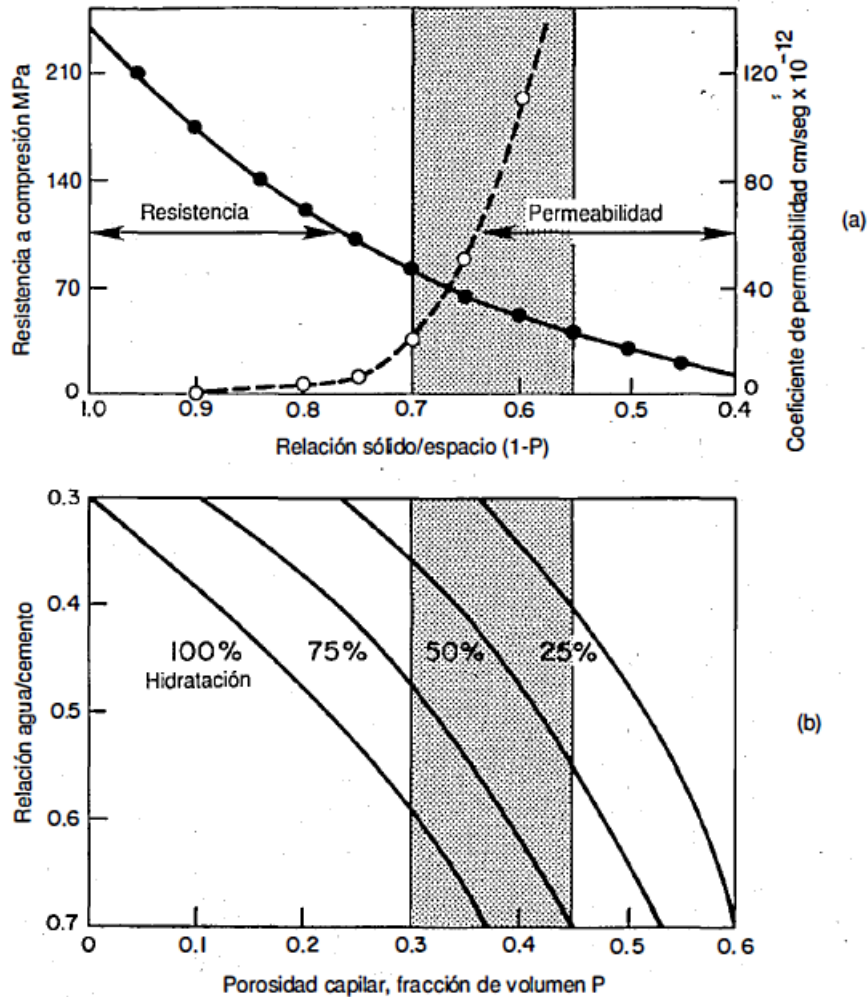 Resistencia a compresión MPa
210
140
70
0
Resistencia
Permeabilidad
120
80
40
0
Coeficiente de permeabilidad cm/seg x 10⁻¹²
(a)
1.0 0.9 0.8 0.7 0.6 0.5 0.4
Relación sólido/espacio (1-P)
Relación agua/cemento
0.3
0.4
0.5
0.6
0.7
100% 75% 50% 25%
Hidratación
(b)
0 0.1 0.2 0.3 0.4 0.5 0.6
Porosidad capilar, fracción de volumen P